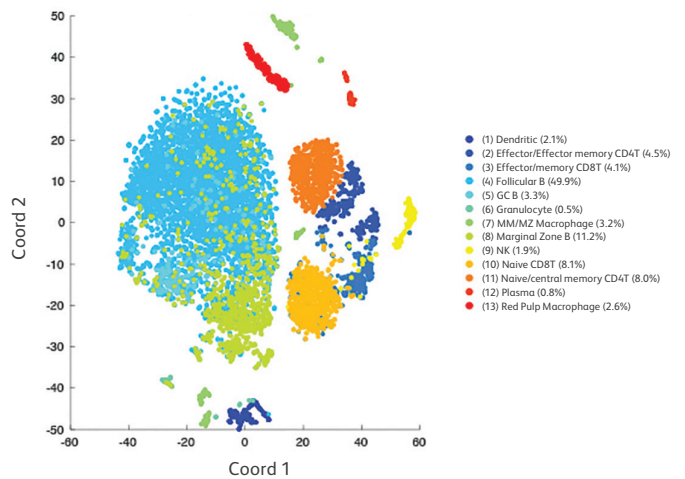 Coord 2
50
40
30
20
10
0
-10
-20
-30
-40
-50
-60
-40
-20
0
20
40
60
Coord 1
(1) Dendritic (2.1%)
(2) Effector/Effector memory CD4T (4.5%)
(3) Effector/memory CD8T (4.1%)
(4) Follicular B (49.9%)
(5) GC B (3.3%)
(6) Granulocyte (0.5%)
(7) MM/MZ Macrophage (3.2%)
(8) Marginal Zone B (11.2%)
(9) NK (1.9%)
(10) Naive CD8T (8.1%)
(11) Naive/central memory CD4T (8.0%)
(12) Plasma (0.8%)
(13) Red Pulp Macrophage (2.6%)